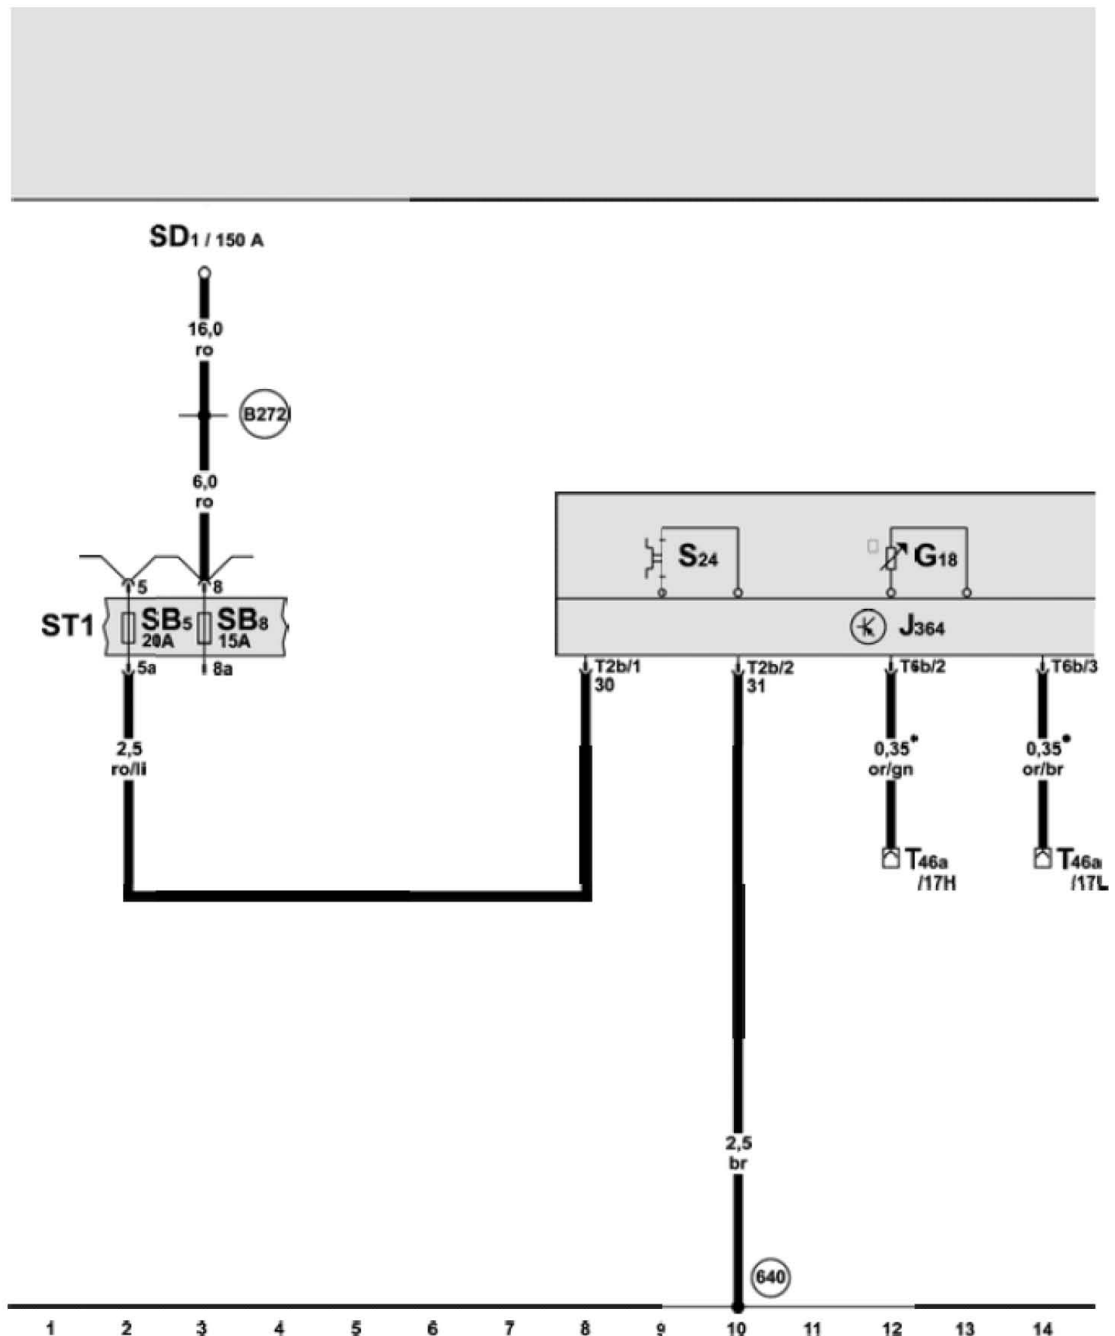 SD1 / 150 A
16,0
ro
B272
6,0
ro
5
8
ST1
SB5
20A
SB8
15A
5a
8a
S24
G18
J364
T2b/1
30
T2b/2
31
T6b/2
T6b/3
2,5
ro/li
0,35*
or/gn
0,35*
or/br
T46a
/17H
T46a
/17L
2,5
br
640
1 2 3 4 5 6 7 8 9 10 11 12 13 14